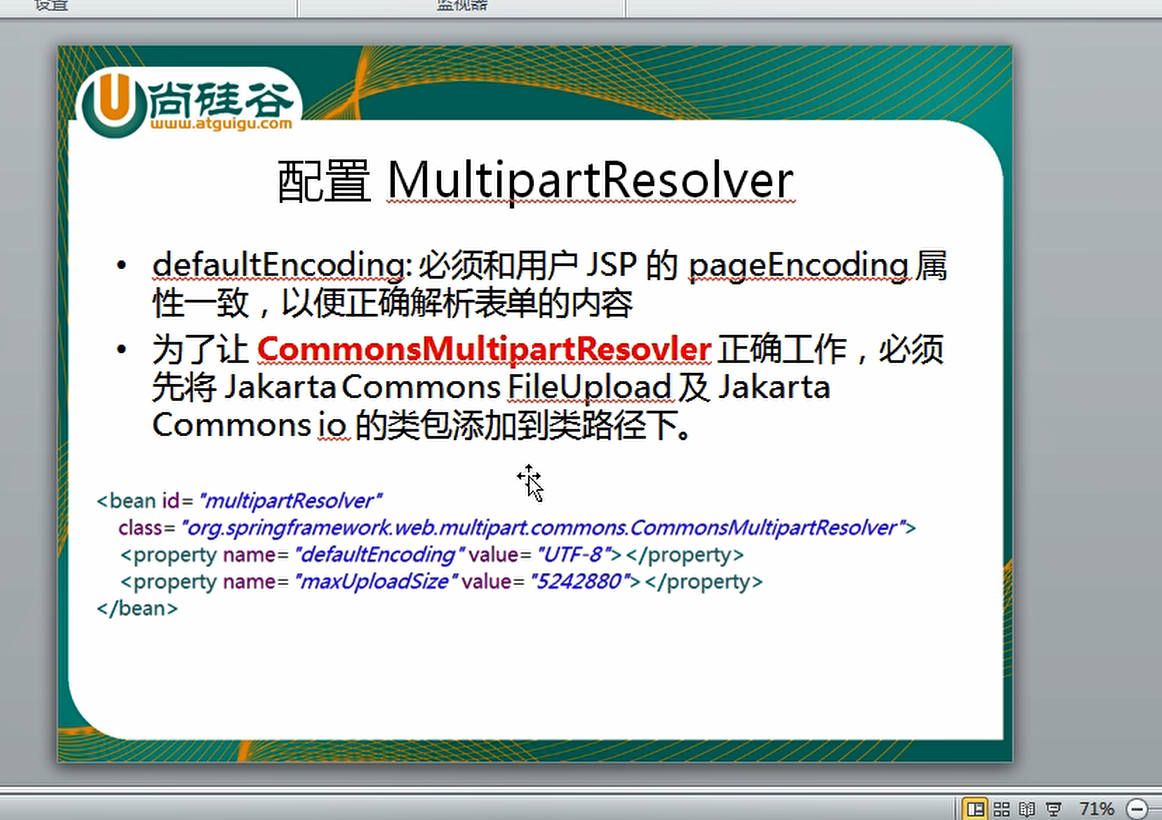 设置
监视器
尚硅谷
www.atguigu.com
配置 MultipartResolver
• defaultEncoding: 必须和用户 JSP 的 pageEncoding 属
性一致，以便正确解析表单的内容
• 为了让 CommonsMultipartResovler 正确工作，必须
先将 Jakarta Commons FileUpload 及 Jakarta
Commons io 的类包添加到类路径下。
<bean id="multipartResolver"
class="org.springframework.web.multipart.commons.CommonsMultipartResolver">
<property name="defaultEncoding" value="UTF-8"></property>
<property name="maxUploadSize" value="5242880"></property>
</bean>
71%